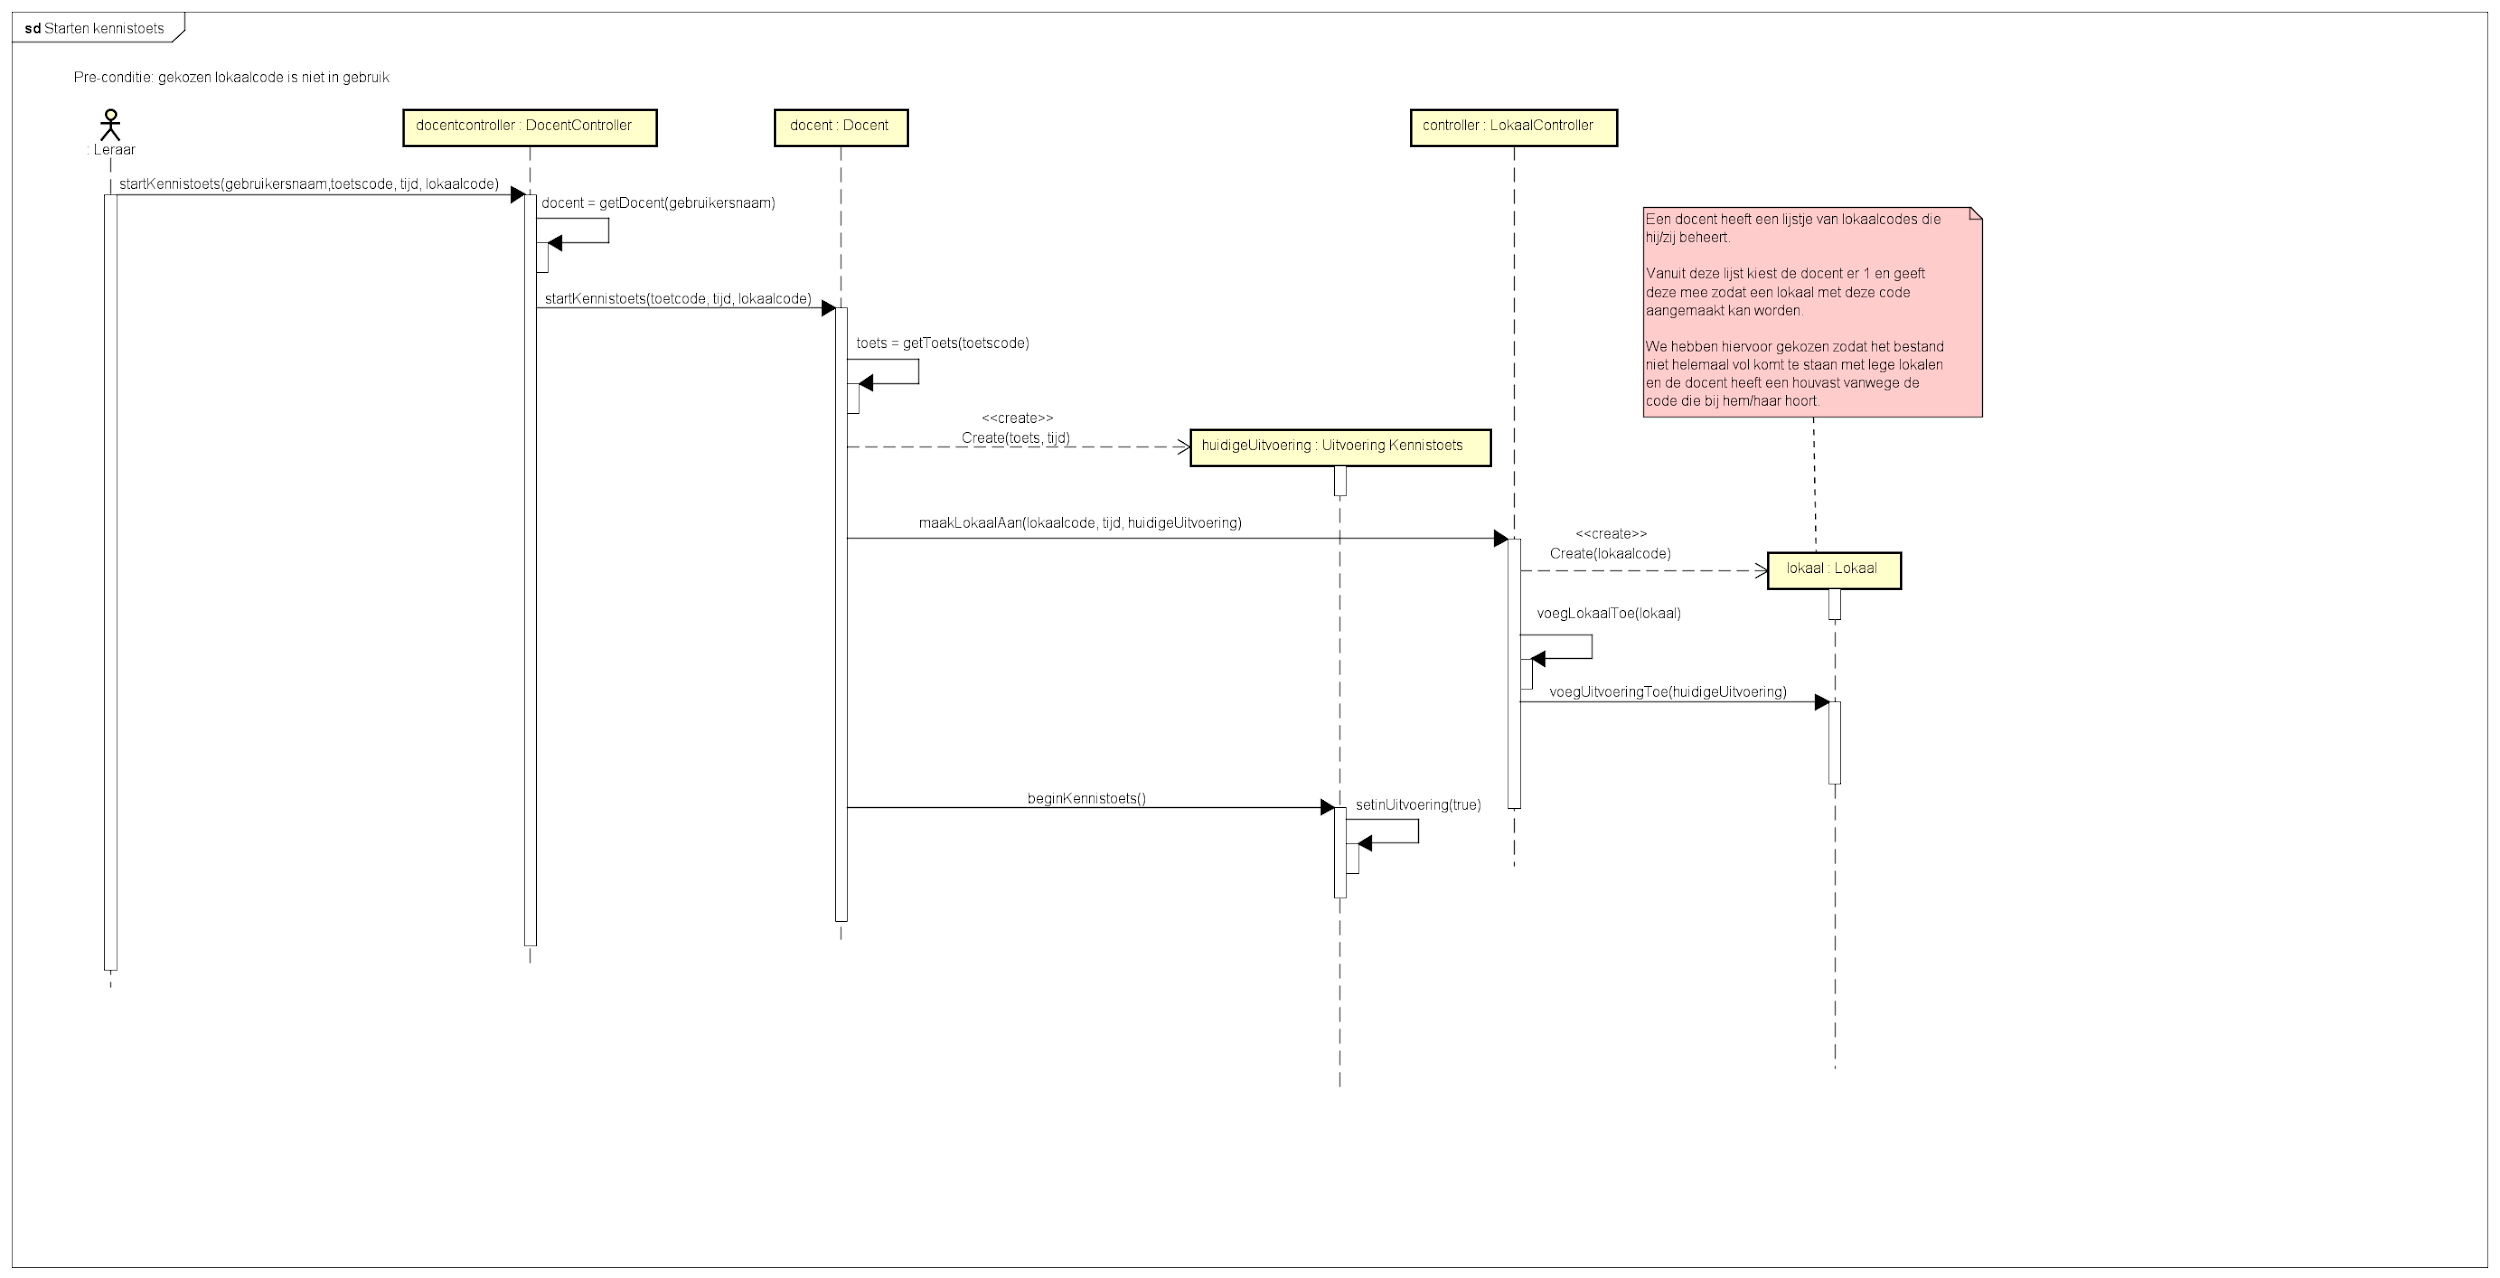 sd Starten kennistoets
Pre-conditie: gekozen lokaalcode is niet in gebruik
: Leraar
docentcontroller : DocentController
docent : Docent
controller : LokaalController
startKennistoets(gebruikersnaam,toetscode, tijd, lokaalcode)
docent = getDocent(gebruikersnaam)
Een docent heeft een lijstje van lokaalcodes die
hij/zij beheert.
Vanuit deze lijst kiest de docent er 1 en geeft
deze mee zodat een lokaal met deze code
aangemaakt kan worden.
We hebben hiervoor gekozen zodat het bestand
niet helemaal vol komt te staan met lege lokalen
en de docent heeft een houvast vanwege de
code die bij hem/haar hoort.
startKennistoets(toetcode, tijd, lokaalcode)
toets = getToets(toetscode)
<<create>>
Create(toets, tijd)
huidigeUitvoering : Uitvoering Kennistoets
maakLokaalAan(lokaalcode, tijd, huidigeUitvoering)
<<create>>
Create(lokaalcode)
lokaal : Lokaal
voegLokaalToe(lokaal)
voegUitvoeringToe(huidigeUitvoering)
beginKennistoets()
setinUitvoering(true)